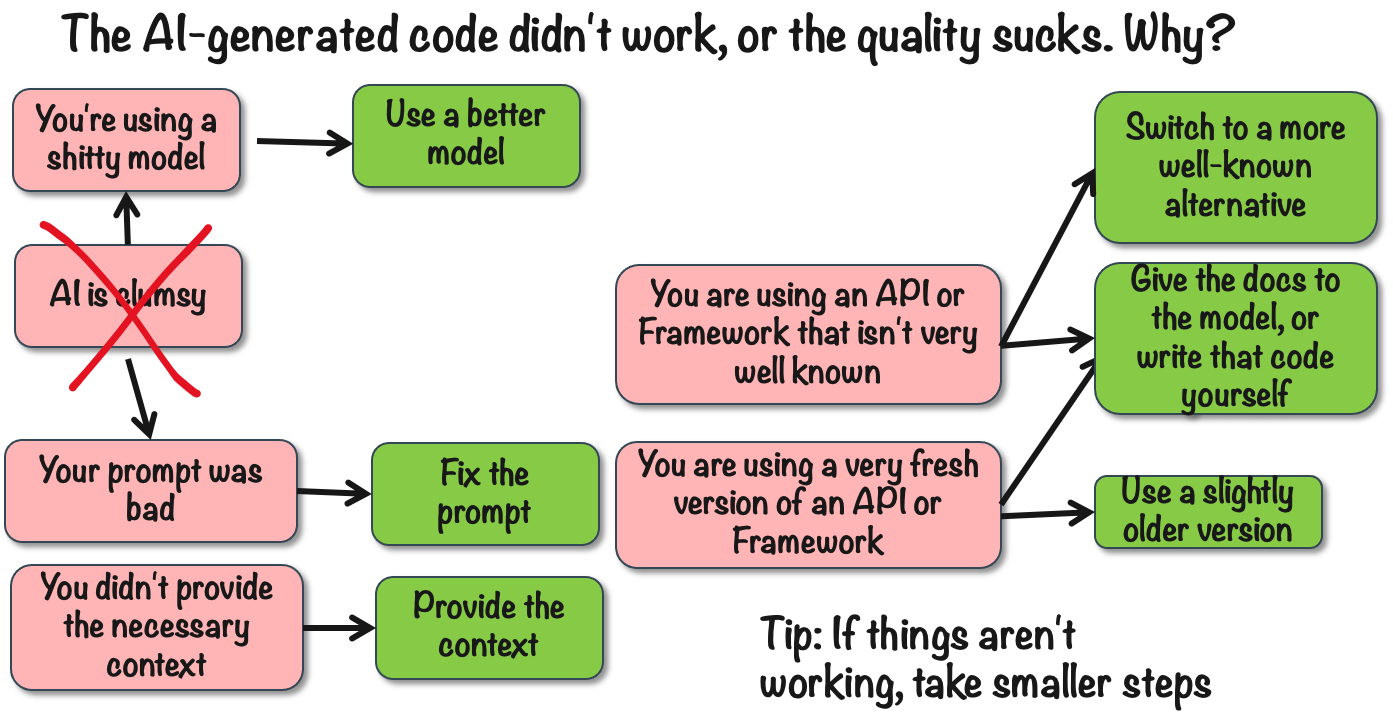 The AI-generated code didn't work, or the quality sucks. Why?
You're using a
shitty model
Use a better
model
AI is clumsy
Your prompt was
bad
Fix the
prompt
You didn't provide
the necessary
context
Provide the
context
You are using an API or
Framework that isn't very
well known
Switch to a more
well-known
alternative
Give the docs to
the model, or
write that code
yourself
You are using a very fresh
version of an API or
Framework
Use a slightly
older version
Tip: If things aren't
working, take smaller steps